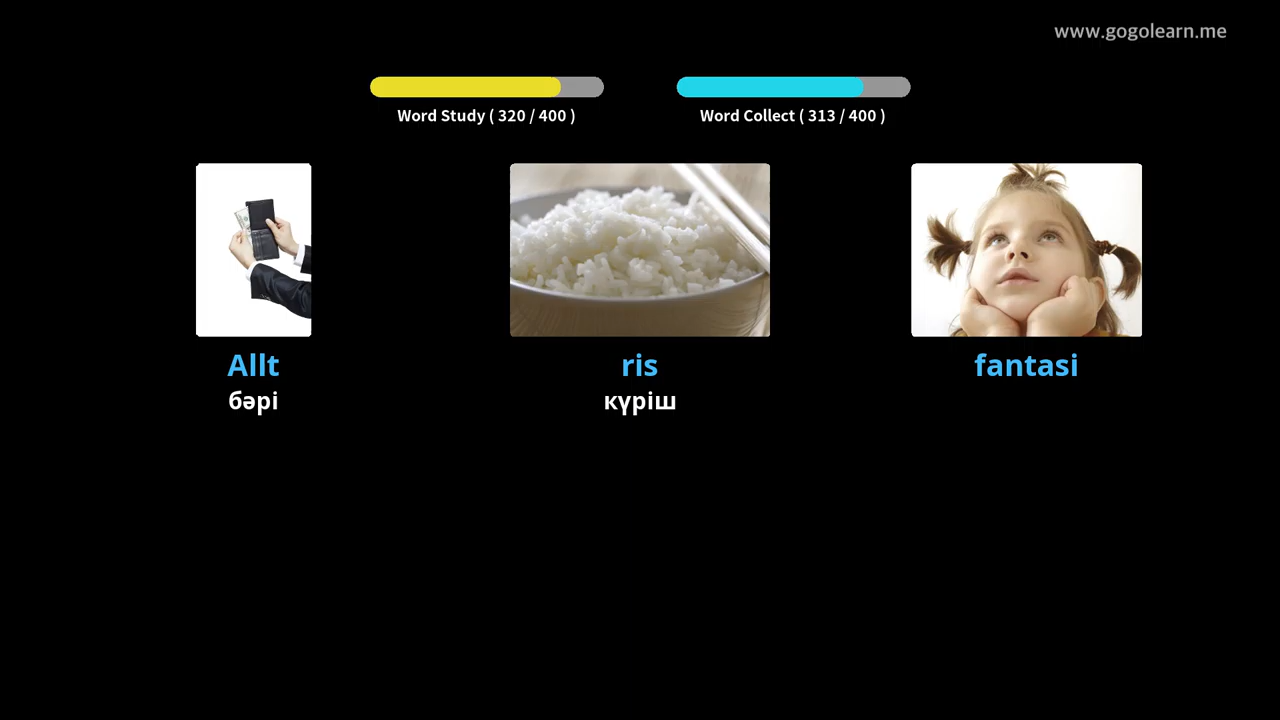 www.gogolearn.me
Word Study ( 320 / 400 )
Word Collect ( 313 / 400 )
Allt
бәрі
ris
күріш
fantasi